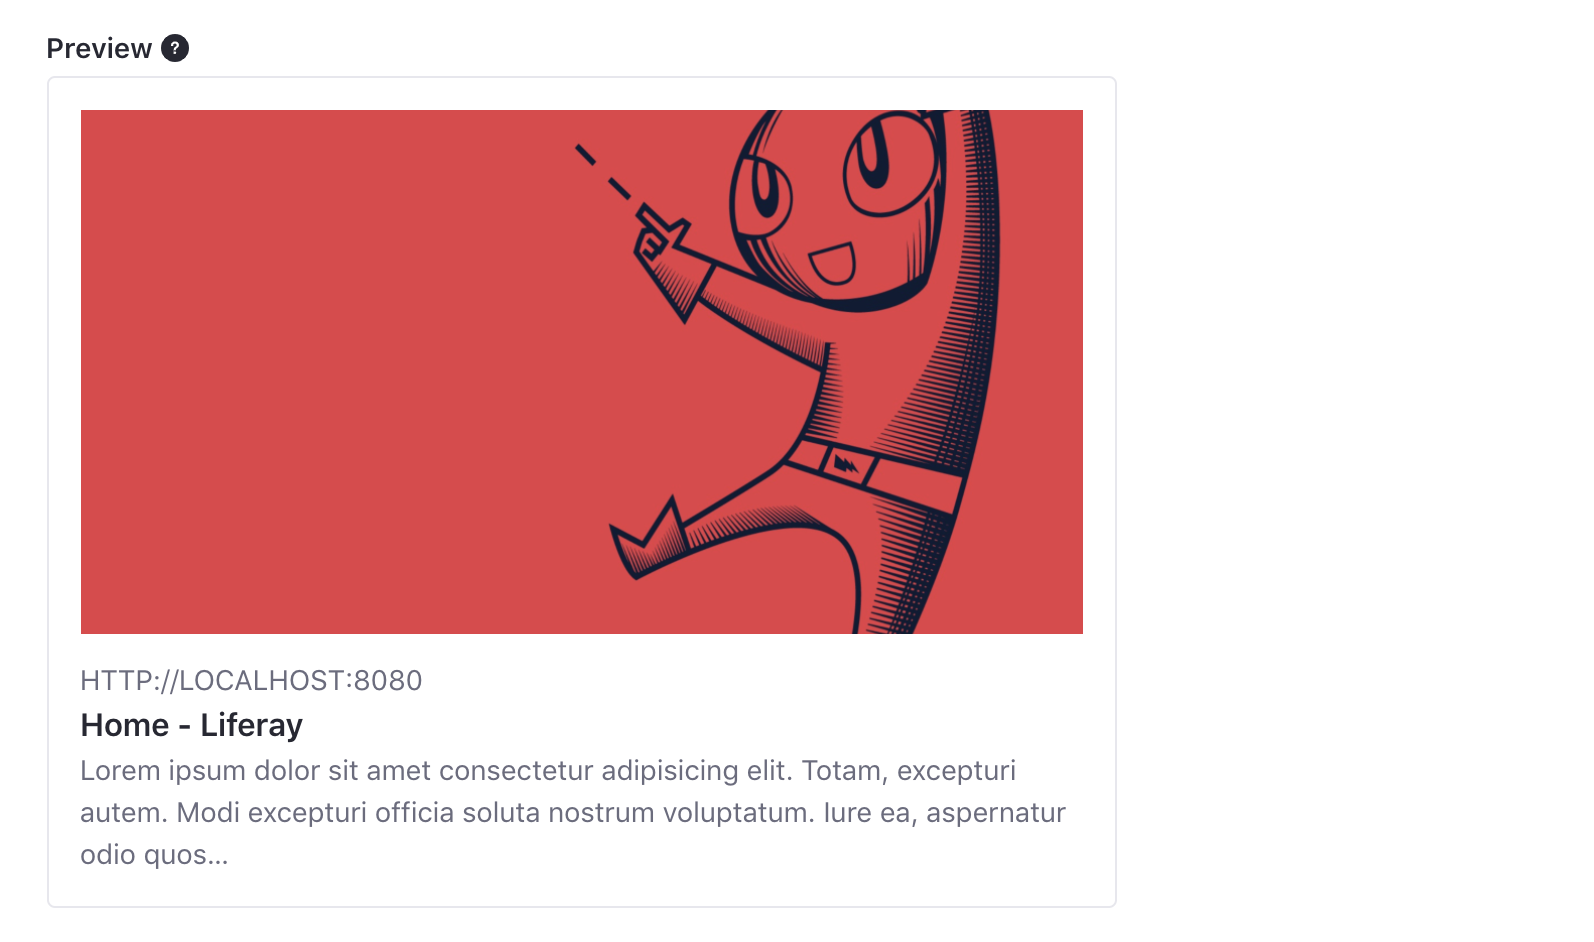 Preview ?
HTTP://LOCALHOST:8080
Home - Liferay
Lorem ipsum dolor sit amet consectetur adipisicing elit. Totam, excepturi
autem. Modi excepturi officia soluta nostrum voluptatum. Iure ea, aspernatur
odio quos...